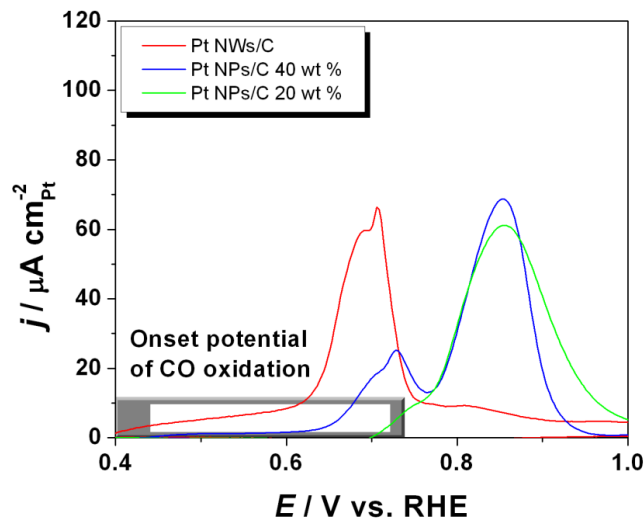 120
100
80
60
40
20
0
j / μA cm⁻²Pt
Pt NWs/C
Pt NPs/C 40 wt %
Pt NPs/C 20 wt %
Onset potential
of CO oxidation
0.4 0.6 0.8 1.0
E / V vs. RHE